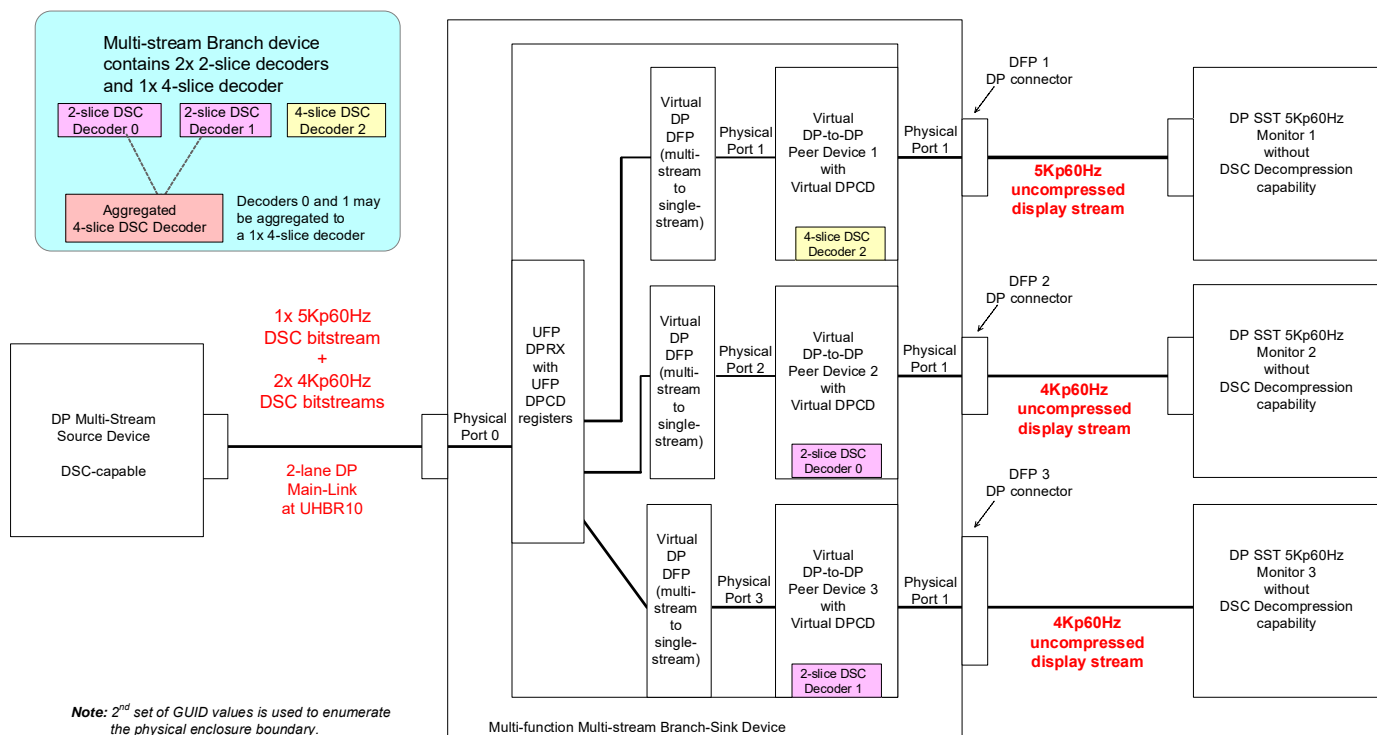 Multi-stream Branch device
contains 2x 2-slice decoders
and 1x 4-slice decoder
2-slice DSC
Decoder 0
2-slice DSC
Decoder 1
4-slice DSC
Decoder 2
Aggregated
4-slice DSC Decoder
Decoders 0 and 1 may
be aggregated to
a 1x 4-slice decoder
1x 5Kp60Hz
DSC bitstream
+
2x 4Kp60Hz
DSC bitstreams
DP Multi-Stream
Source Device
DSC-capable
2-lane DP
Main-Link
at UHBR10
Physical
Port 0
UFP
DPRX
with
UFP
DPCD
registers
Virtual
DP
DFP
(multi-
stream
to
single-
stream)
Physical
Port 1
Virtual
DP-to-DP
Peer Device 1
with
Virtual DPCD
4-slice DSC
Decoder 2
Physical
Port 1
DFP 1
DP connector
5Kp60Hz
uncompressed
display stream
DP SST 5Kp60Hz
Monitor 1
without
DSC Decompression
capability
Virtual
DP
DFP
(multi-
stream
to
single-
stream)
Physical
Port 2
Virtual
DP-to-DP
Peer Device 2
with
Virtual DPCD
2-slice DSC
Decoder 0
Physical
Port 1
DFP 2
DP connector
4Kp60Hz
uncompressed
display stream
DP SST 5Kp60Hz
Monitor 2
without
DSC Decompression
capability
Virtual
DP
DFP
(multi-
stream
to
single-
stream)
Physical
Port 3
Virtual
DP-to-DP
Peer Device 3
with
Virtual DPCD
2-slice DSC
Decoder 1
Physical
Port 1
DFP 3
DP connector
4Kp60Hz
uncompressed
display stream
DP SST 5Kp60Hz
Monitor 3
without
DSC Decompression
capability
Note: 2nd set of GUID values is used to enumerate
the physical enclosure boundary.
Multi-function Multi-stream Branch-Sink Device